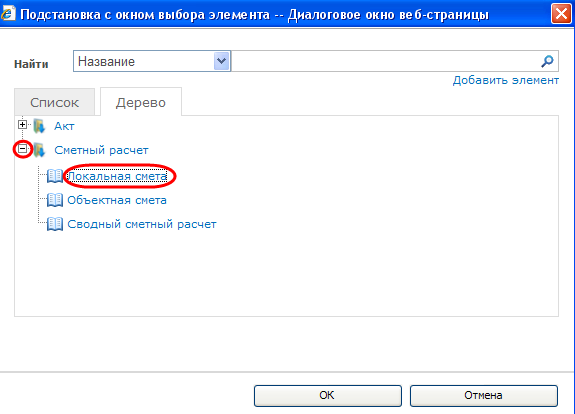 Подстановка с окном выбора элемента -- Диалоговое окно веб-страницы
Найти Название
Добавить элемент
Список Дерево
Акт
Сметный расчет
Локальная смета
Объектная смета
Сводный сметный расчет
ОК Отмена